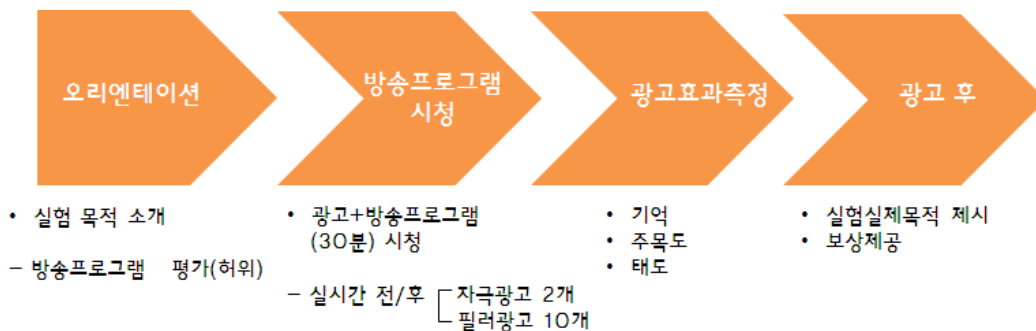 오리엔테이션
방송프로그램
시청
광고효과측정
광고 후
• 실험 목적 소개
– 방송프로그램 평가(허위)
• 광고+방송프로그램
(30분) 시청
– 실시간 전/후
자극광고 2개
필러광고 10개
• 기억
• 주목도
• 태도
• 실험실제목적 제시
• 보상제공